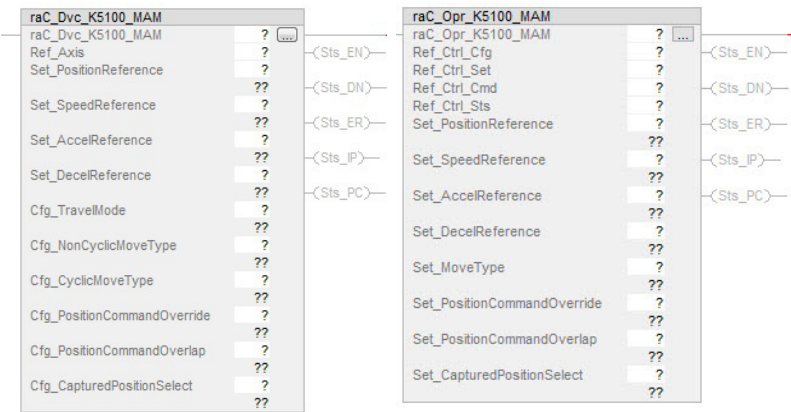 raC_Dvc_K5100_MAM
raC_Dvc_K5100_MAM ? ...
Ref_Axis ? (Sts_EN)
Set_PositionReference ?
?? (Sts_DN)
Set_SpeedReference ?
?? (Sts_ER)
Set_AccelReference ?
?? (Sts_IP)
Set_DecelReference ?
?? (Sts_PC)
Cfg_TravelMode ?
??
Cfg_NonCyclicMoveType ?
??
Cfg_CyclicMoveType ?
??
Cfg_PositionCommandOverride ?
??
Cfg_PositionCommandOverlap ?
??
Cfg_CapturedPositionSelect ?
??
raC_Opr_K5100_MAM
raC_Opr_K5100_MAM ? ...
Ref_Ctrl_Cfg ? (Sts_EN)
Ref_Ctrl_Set ?
Ref_Ctrl_Cmd ? (Sts_DN)
Ref_Ctrl_Sts ?
Set_PositionReference ? (Sts_ER)
??
Set_SpeedReference ? (Sts_IP)
??
Set_AccelReference ? (Sts_PC)
??
Set_DecelReference ?
??
Set_MoveType ?
??
Set_PositionCommandOverride ?
??
Set_PositionCommandOverlap ?
??
Set_CapturedPositionSelect ?
??